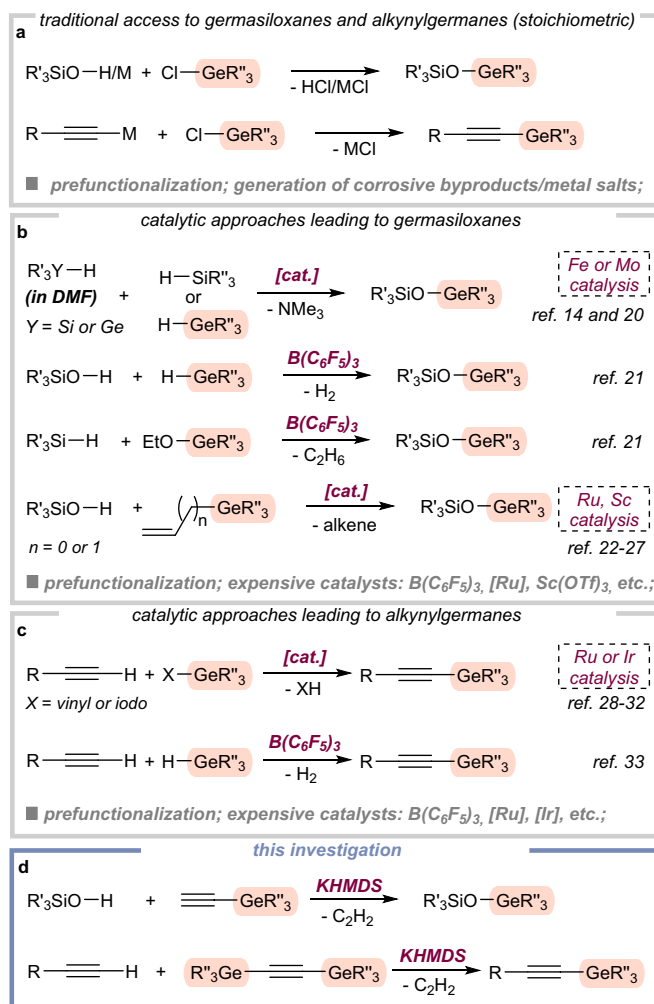 traditional access to germasiloxanes and alkynylgermanes (stoichiometric)
a
R'₃SiO—H/M + Cl—GeR"₃ - HCl/MCl R'₃SiO—GeR"₃
R≡M + Cl—GeR"₃ - MCl R≡GeR"₃
■ prefunctionalization; generation of corrosive byproducts/metal salts;
catalytic approaches leading to germasiloxanes
b
R'₃Y—H
(in DMF)
Y = Si or Ge
+
H—SiR"₃
or
H—GeR"₃
[cat.]
- NMe₃
R'₃SiO—GeR"₃
Fe or Mo
catalysis
ref. 14 and 20
R'₃SiO—H + H—GeR"₃ B(C₆F₅)₃ - H₂ R'₃SiO—GeR"₃ ref. 21
R'₃Si—H + EtO—GeR"₃ B(C₆F₅)₃ - C₂H₆ R'₃SiO—GeR"₃ ref. 21
R'₃SiO—H + ( )n GeR"₃ [cat.] - alkene R'₃SiO—GeR"₃
n = 0 or 1
Ru, Sc
catalysis
ref. 22-27
■ prefunctionalization; expensive catalysts: B(C₆F₅)₃, [Ru], Sc(OTf)₃, etc.;
catalytic approaches leading to alkynylgermanes
c
R≡H + X—GeR"₃ [cat.] - XH R≡GeR"₃
X = vinyl or iodo
Ru or Ir
catalysis
ref. 28-32
R≡H + H—GeR"₃ B(C₆F₅)₃ - H₂ R≡GeR"₃ ref. 33
■ prefunctionalization; expensive catalysts: B(C₆F₅)₃, [Ru], [Ir], etc.;
this investigation
d
R'₃SiO—H + ≡GeR"₃ KHMDS - C₂H₂ R'₃SiO—GeR"₃
R≡H + R"₃Ge≡GeR"₃ KHMDS - C₂H₂ R≡GeR"₃